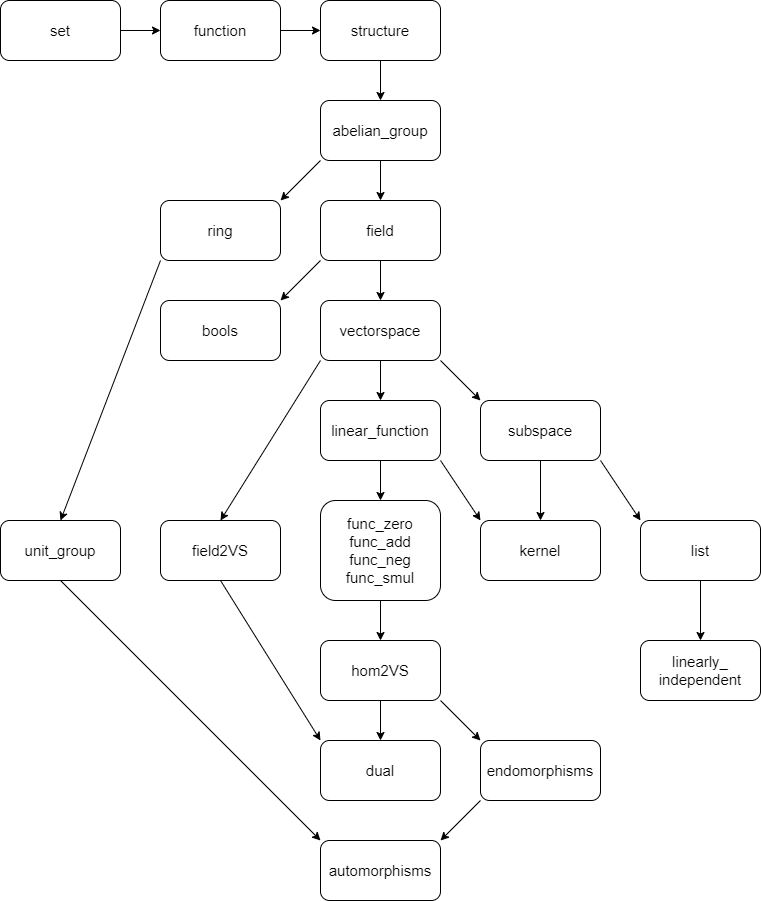 set
function
structure
abelian_group
ring
field
bools
vectorspace
linear_function
subspace
unit_group
field2VS
func_zero
func_add
func_neg
func_smul
kernel
list
hom2VS
linearly_
independent
dual
endomorphisms
automorphisms